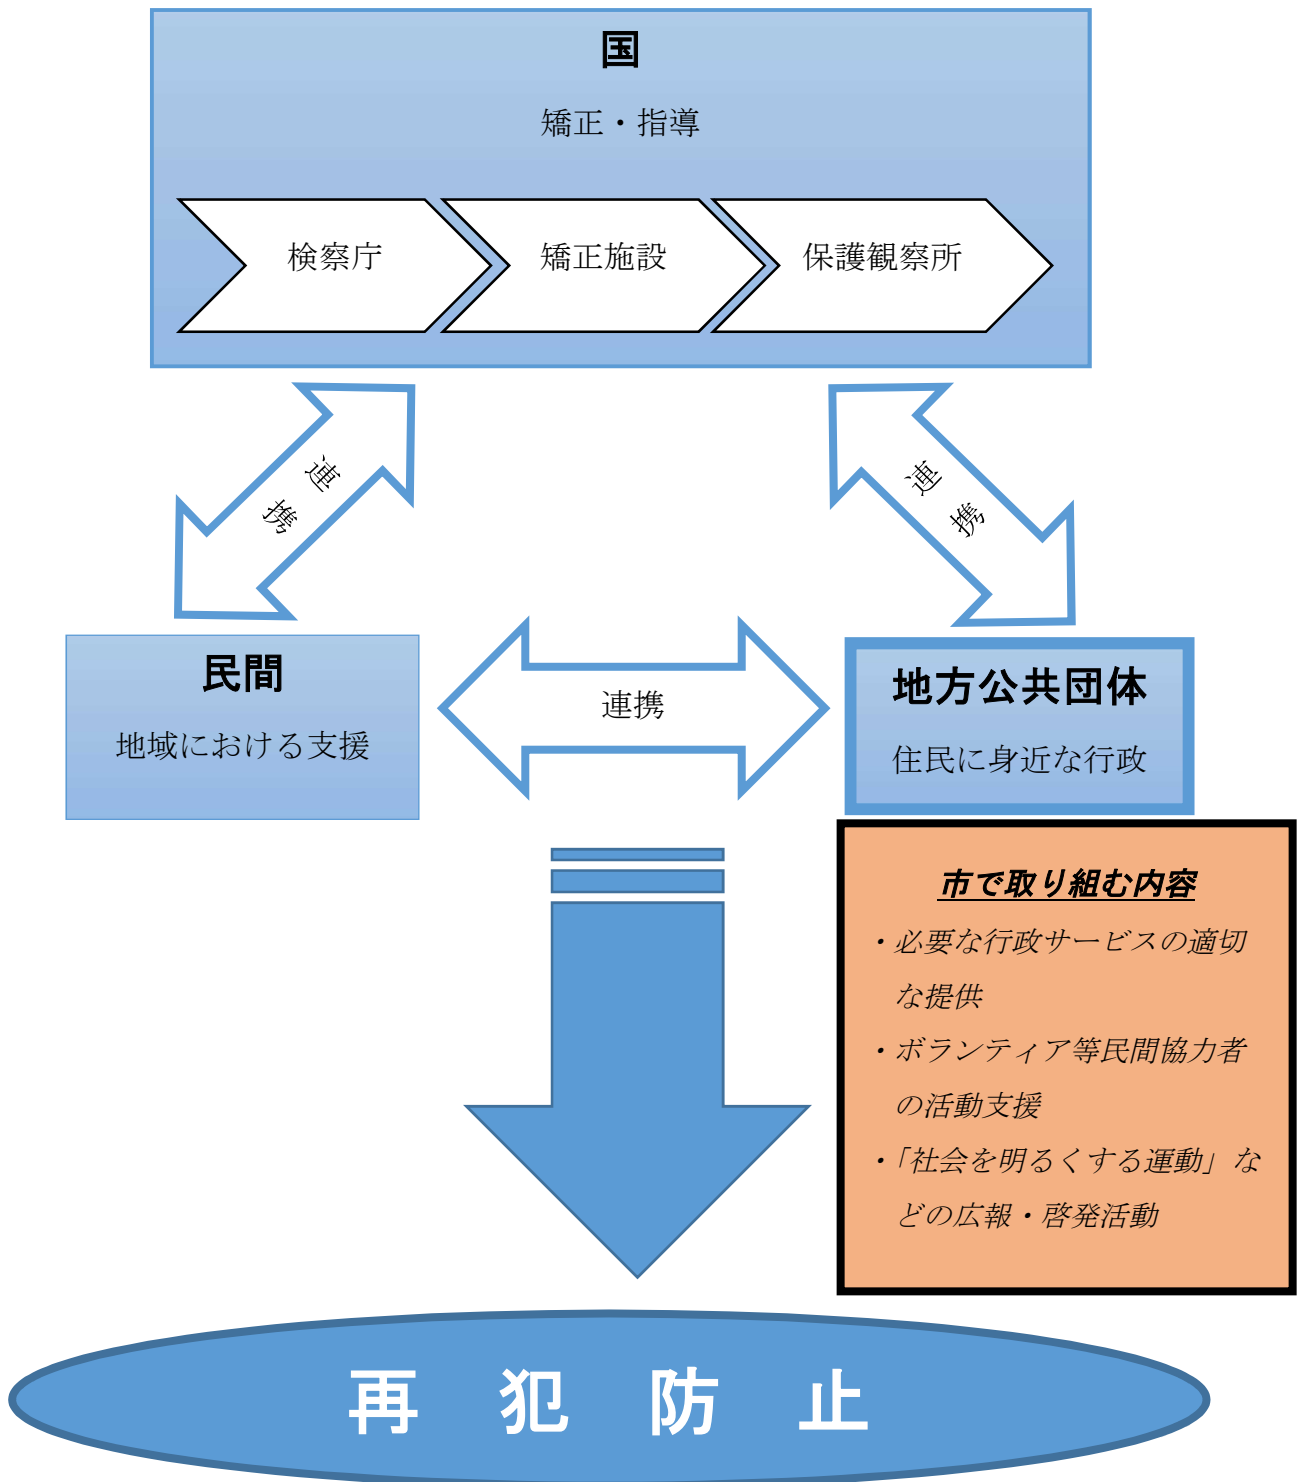 国
矯正・指導
検察庁
矯正施設
保護観察所
連携
連携
民間
地域における支援
連携
地方公共団体
住民に身近な行政
市で取り組む内容
・必要な行政サービスの適切
な提供
・ボランティア等民間協力者
の活動支援
・「社会を明るくする運動」な
どの広報・啓発活動
再犯防止